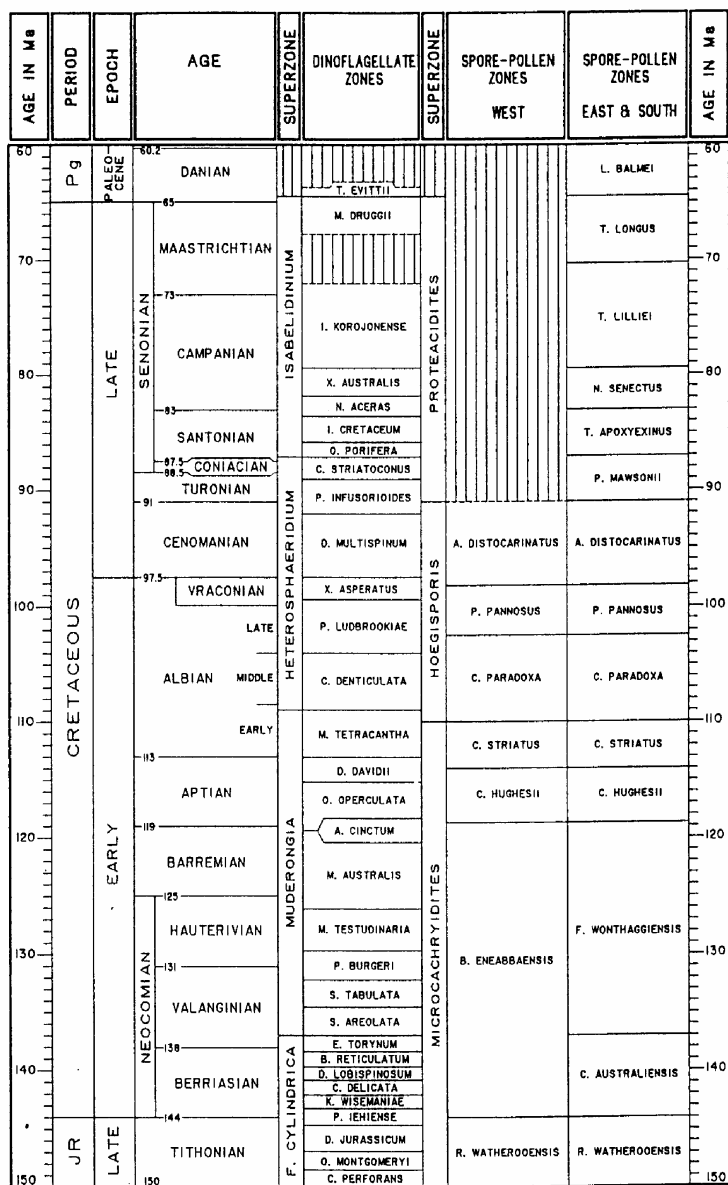 AGE IN Ma
PERIOD
EPOCH
AGE
SUPERZONE
DINOFLAGELLATE
ZONES
SUPERZONE
SPORE-POLLEN
ZONES
WEST
SPORE-POLLEN
ZONES
EAST & SOUTH
AGE IN Ma
60
70
80
90
100
110
120
130
140
150
Pg
CRETACEOUS
JR
PALEO-
CENE
LATE
EARLY
LATE
SENONIAN
NEOCOMIAN
60.2
DANIAN
65
MAASTRICHTIAN
73
CAMPANIAN
83
SANTONIAN
87.5
CONIACIAN
88.5
TURONIAN
91
CENOMANIAN
97.5
VRACONIAN
LATE
ALBIAN
MIDDLE
EARLY
113
APTIAN
119
BARREMIAN
125
HAUTERIVIAN
131
VALANGINIAN
138
BERRIASIAN
144
TITHONIAN
150
ISABELIDINIUM
HETEROSPHAERIDIUM
MUDERONGIA
F. CYLINDRICA
T. EVITTII
M. DRUGGII
I. KOROJONENSE
X. AUSTRALIS
N. ACERAS
I. CRETACEUM
O. PORIFERA
C. STRIATOCONUS
P. INFUSORIOIDES
D. MULTISPINUM
X. ASPERATUS
P. LUDBROOKIAE
C. DENTICULATA
M. TETRACANTHA
D. DAVIDII
O. OPERCULATA
A. CINCTUM
M. AUSTRALIS
M. TESTUDINARIA
P. BURGERI
S. TABULATA
S. AREOLATA
E. TORYNUM
B. RETICULATUM
D. LOBISPINOSUM
C. DELICATA
K. WISEMANIAE
P. IEHIENSE
D. JURASSICUM
O. MONTGOMERYI
C. PERFORANS
PROTEACIDITES
HOEGISPORIS
MICROCACHRYIDITES
A. DISTOCARINATUS
P. PANNOSUS
C. PARADOXA
C. STRIATUS
C. HUGHESII
B. ENEABBAENSIS
R. WATHEROOENSIS
L. BALMEI
T. LONGUS
T. LILLIEI
N. SENECTUS
T. APOXYEXINUS
P. MAWSONII
A. DISTOCARINATUS
P. PANNOSUS
C. PARADOXA
C. STRIATUS
C. HUGHESII
F. WONTHAGGIENSIS
C. AUSTRALIENSIS
R. WATHEROOENSIS
60
70
80
90
100
110
120
130
140
150